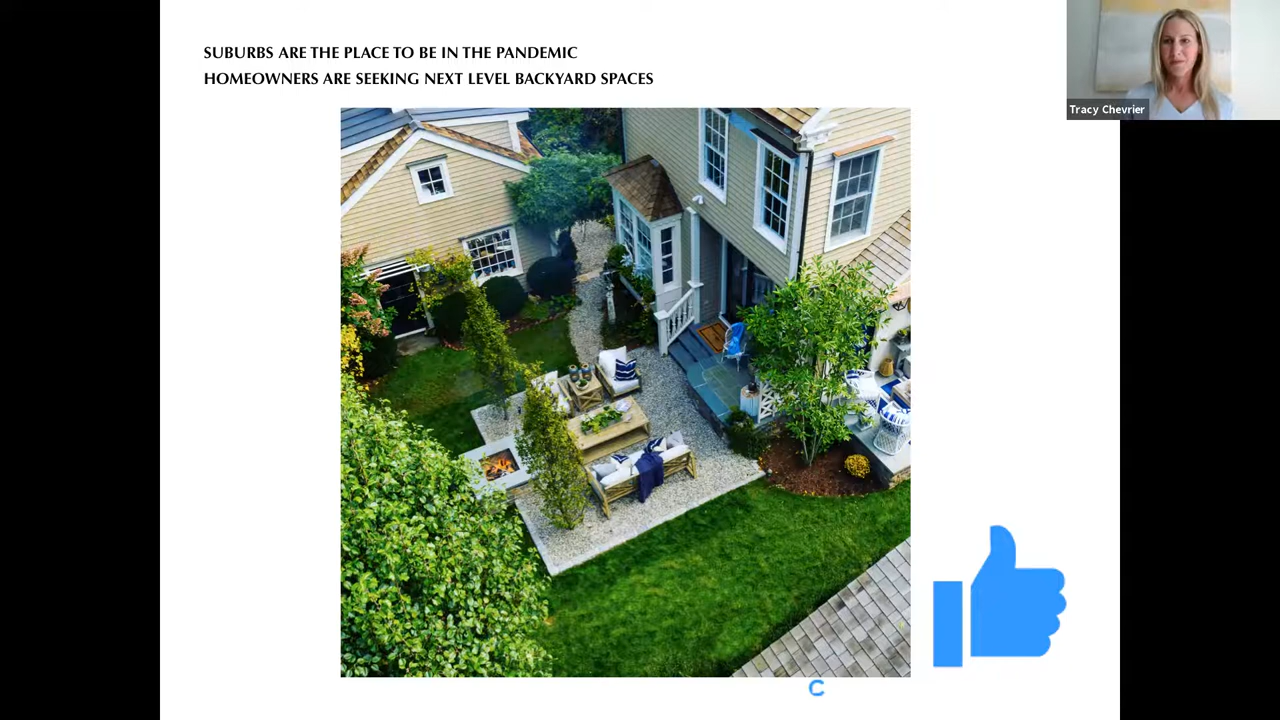 SUBURBS ARE THE PLACE TO BE IN THE PANDEMIC
HOMEOWNERS ARE SEEKING NEXT LEVEL BACKYARD SPACES
Tracy Chevrier
C